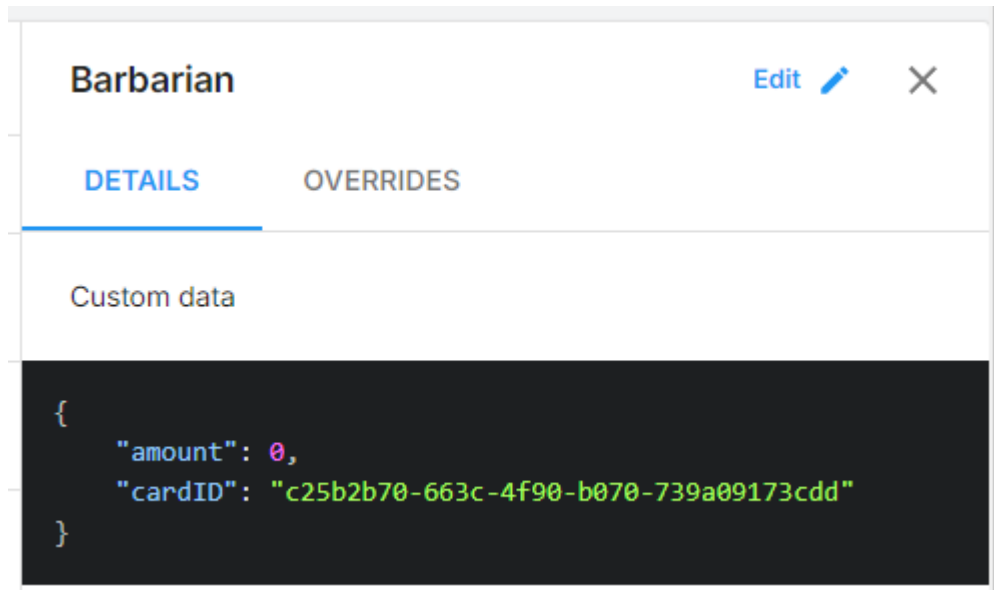 Barbarian
Edit
DETAILS OVERRIDES
Custom data
{
    "amount": 0,
    "cardID": "c25b2b70-663c-4f90-b070-739a09173cdd"
}